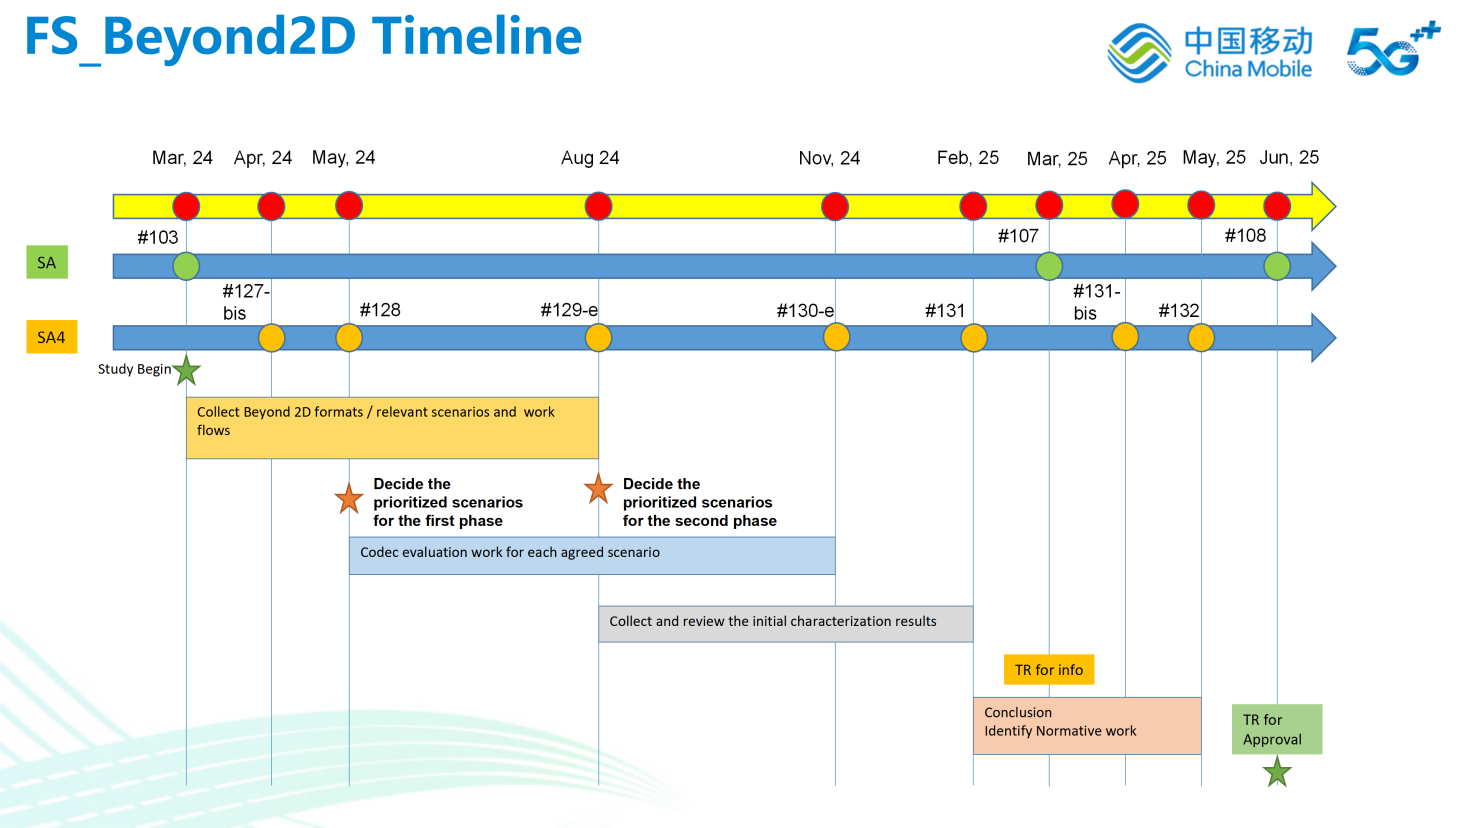 FS_Beyond2D Timeline
中国移动
China Mobile
5G++
Mar, 24 Apr, 24 May, 24 Aug 24 Nov, 24 Feb, 25 Mar, 25 Apr, 25 May, 25 Jun, 25
#103 #107 #108
SA
#127-
bis
#128 #129-e #130-e #131
#131-
bis
#132
SA4
Study Begin
Collect Beyond 2D formats / relevant scenarios and work
flows
Decide the
prioritized scenarios
for the first phase
Decide the
prioritized scenarios
for the second phase
Codec evaluation work for each agreed scenario
Collect and review the initial characterization results
TR for info
Conclusion
Identify Normative work
TR for
Approval